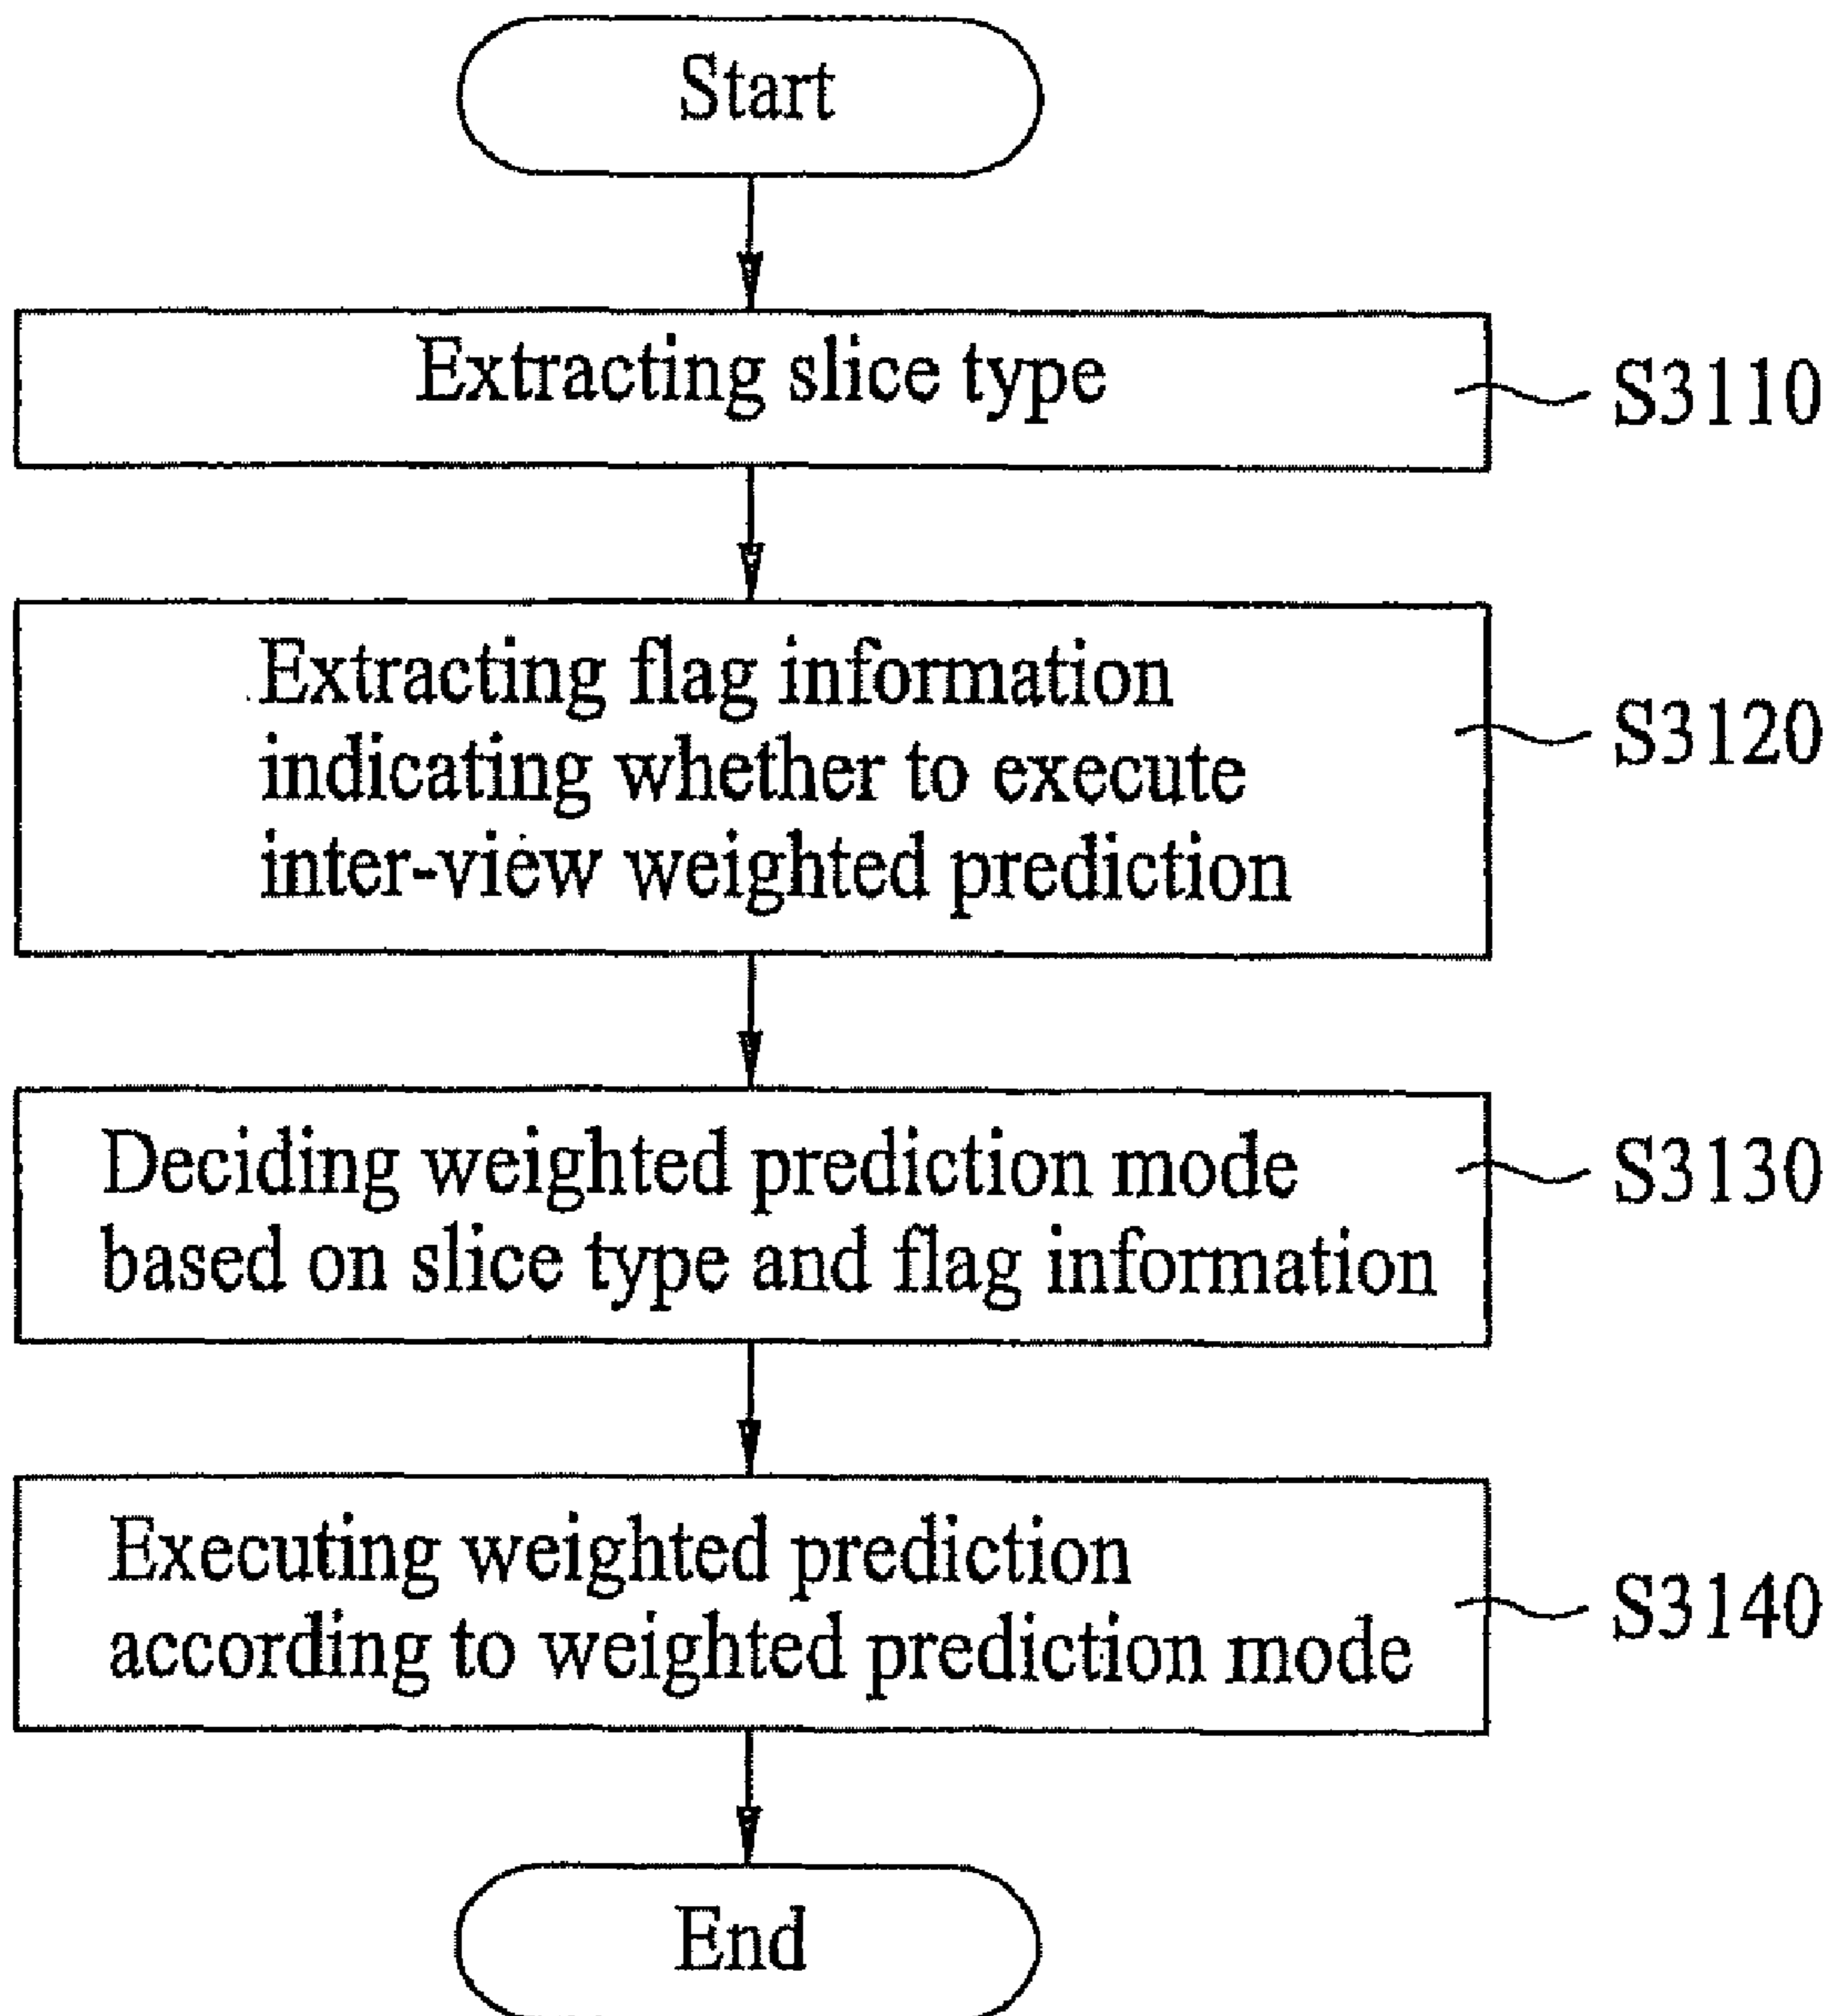 Start
Extracting slice type
S3110
Extracting flag information
indicating whether to execute
inter-view weighted prediction
S3120
Deciding weighted prediction mode
based on slice type and flag information
S3130
Executing weighted prediction
according to weighted prediction mode
S3140
End